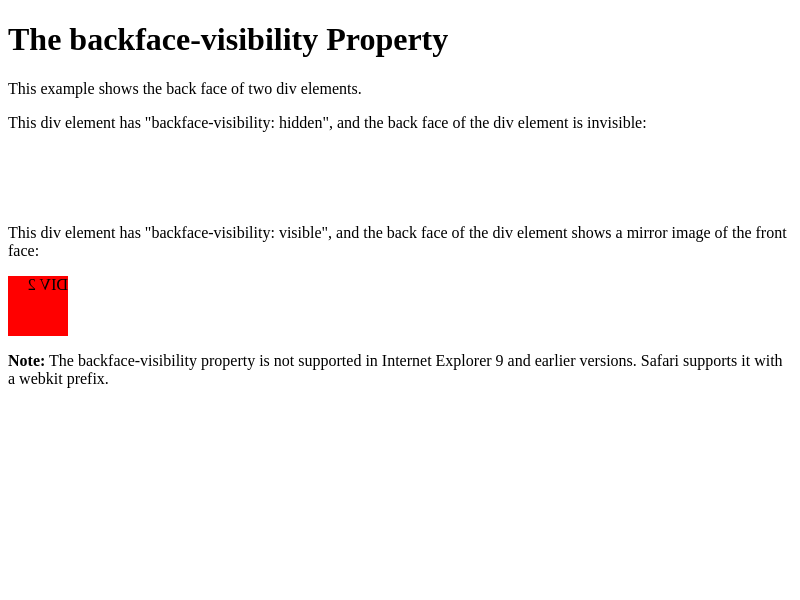 The backface-visibility Property
This example shows the back face of two div elements.
This div element has "backface-visibility: hidden", and the back face of the div element is invisible:
This div element has "backface-visibility: visible", and the back face of the div element shows a mirror image of the front
face:
DIV 2
Note: The backface-visibility property is not supported in Internet Explorer 9 and earlier versions. Safari supports it with
a webkit prefix.